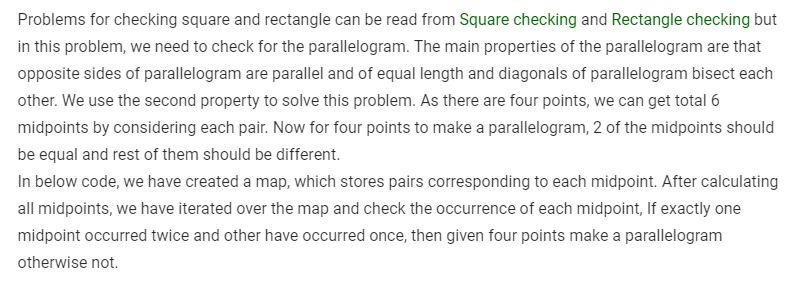 Problems for checking square and rectangle can be read from Square checking and Rectangle checking but
in this problem, we need to check for the parallelogram. The main properties of the parallelogram are that
opposite sides of parallelogram are parallel and of equal length and diagonals of parallelogram bisect each
other. We use the second property to solve this problem. As there are four points, we can get total 6
midpoints by considering each pair. Now for four points to make a parallelogram, 2 of the midpoints should
be equal and rest of them should be different.
In below code, we have created a map, which stores pairs corresponding to each midpoint. After calculating
all midpoints, we have iterated over the map and check the occurrence of each midpoint, If exactly one
midpoint occurred twice and other have occurred once, then given four points make a parallelogram
otherwise not.